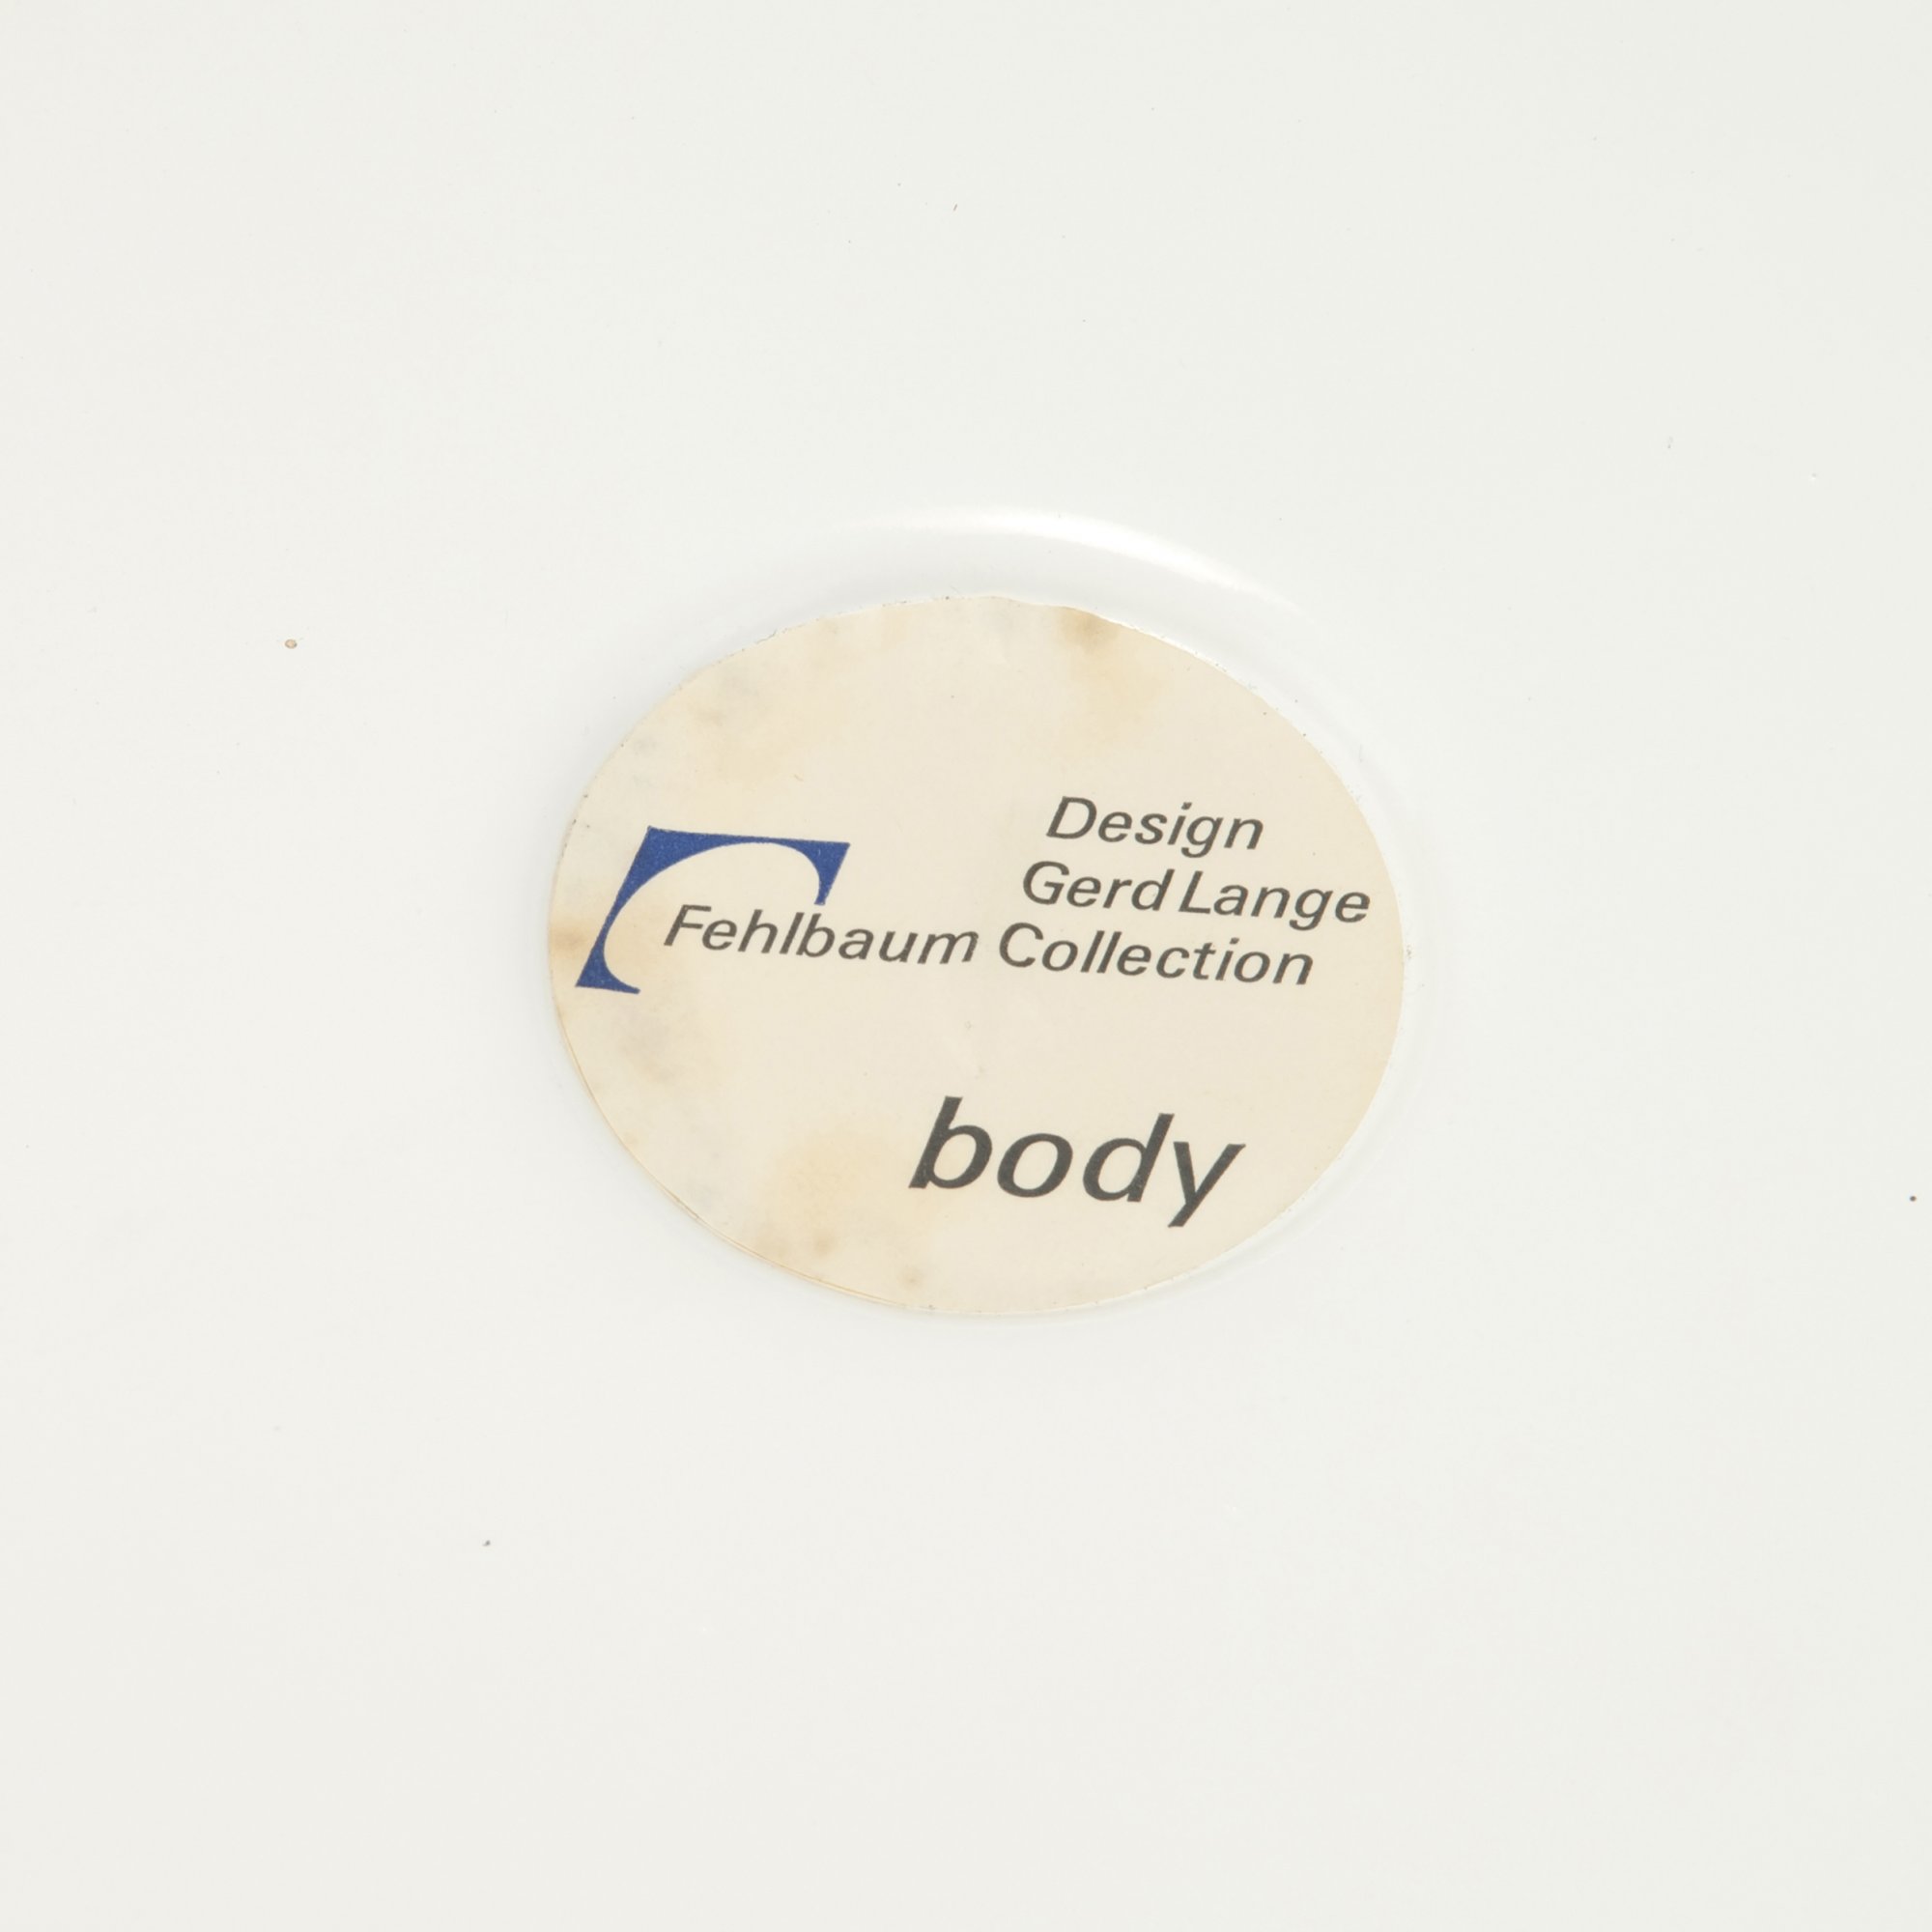 Design
Gerd Lange
Fehlbaum Collection
body